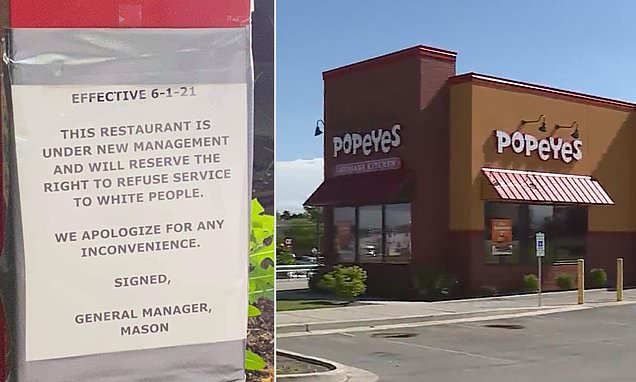 EFFECTIVE 6-1-21
THIS RESTAURANT IS
UNDER NEW MANAGEMENT
AND WILL RESERVE THE
RIGHT TO REFUSE SERVICE
TO WHITE PEOPLE.
WE APOLOGIZE FOR ANY
INCONVENIENCE.
SIGNED,
GENERAL MANAGER,
MASON
POPEYES
LOUISIANA KITCHEN
POPEYES